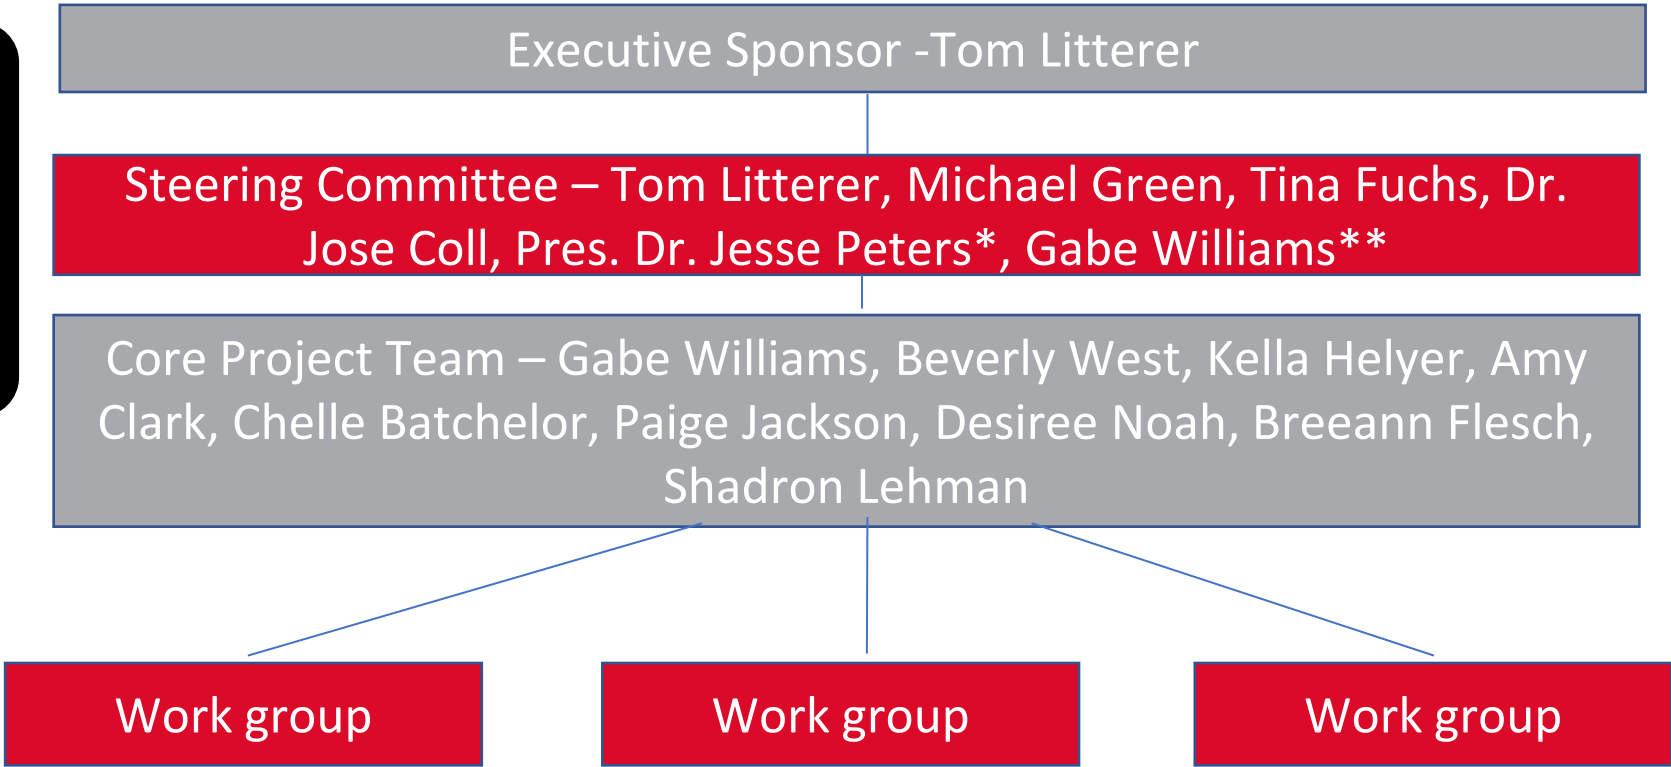 Executive Sponsor -Tom Litterer
Steering Committee – Tom Litterer, Michael Green, Tina Fuchs, Dr.
Jose Coll, Pres. Dr. Jesse Peters*, Gabe Williams**
Core Project Team – Gabe Williams, Beverly West, Kella Helyer, Amy
Clark, Chelle Batchelor, Paige Jackson, Desiree Noah, Breeann Flesch,
Shadron Lehman
Work group
Work group
Work group